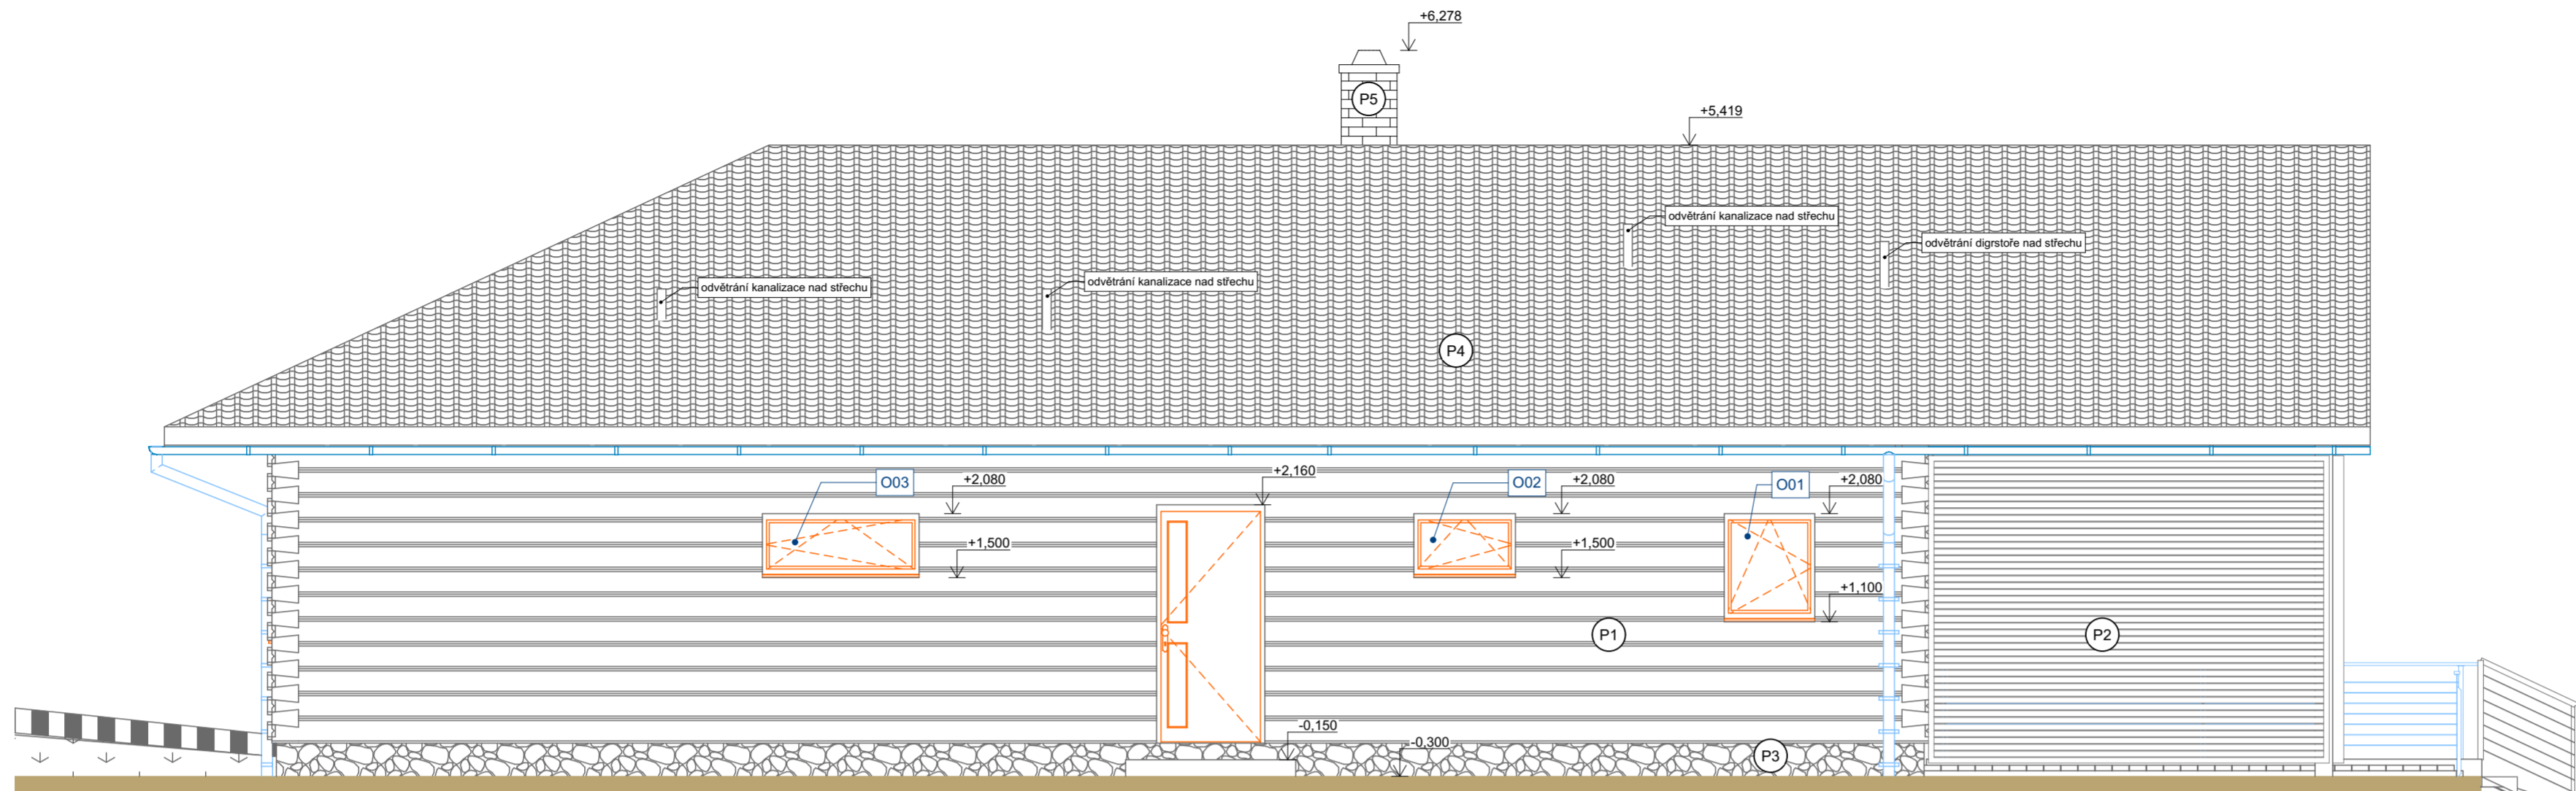 +6,278
P5
+5,419
odvětrání kanalizace nad střechu
odvětrání digrstoře nad střechu
odvětrání kanalizace nad střechu
odvětrání kanalizace nad střechu
P4
+2,160
O03
+2,080
O02
+2,080
O01
+2,080
+1,500
+1,500
+1,100
P1
P2
-0,150
-0,300
P3